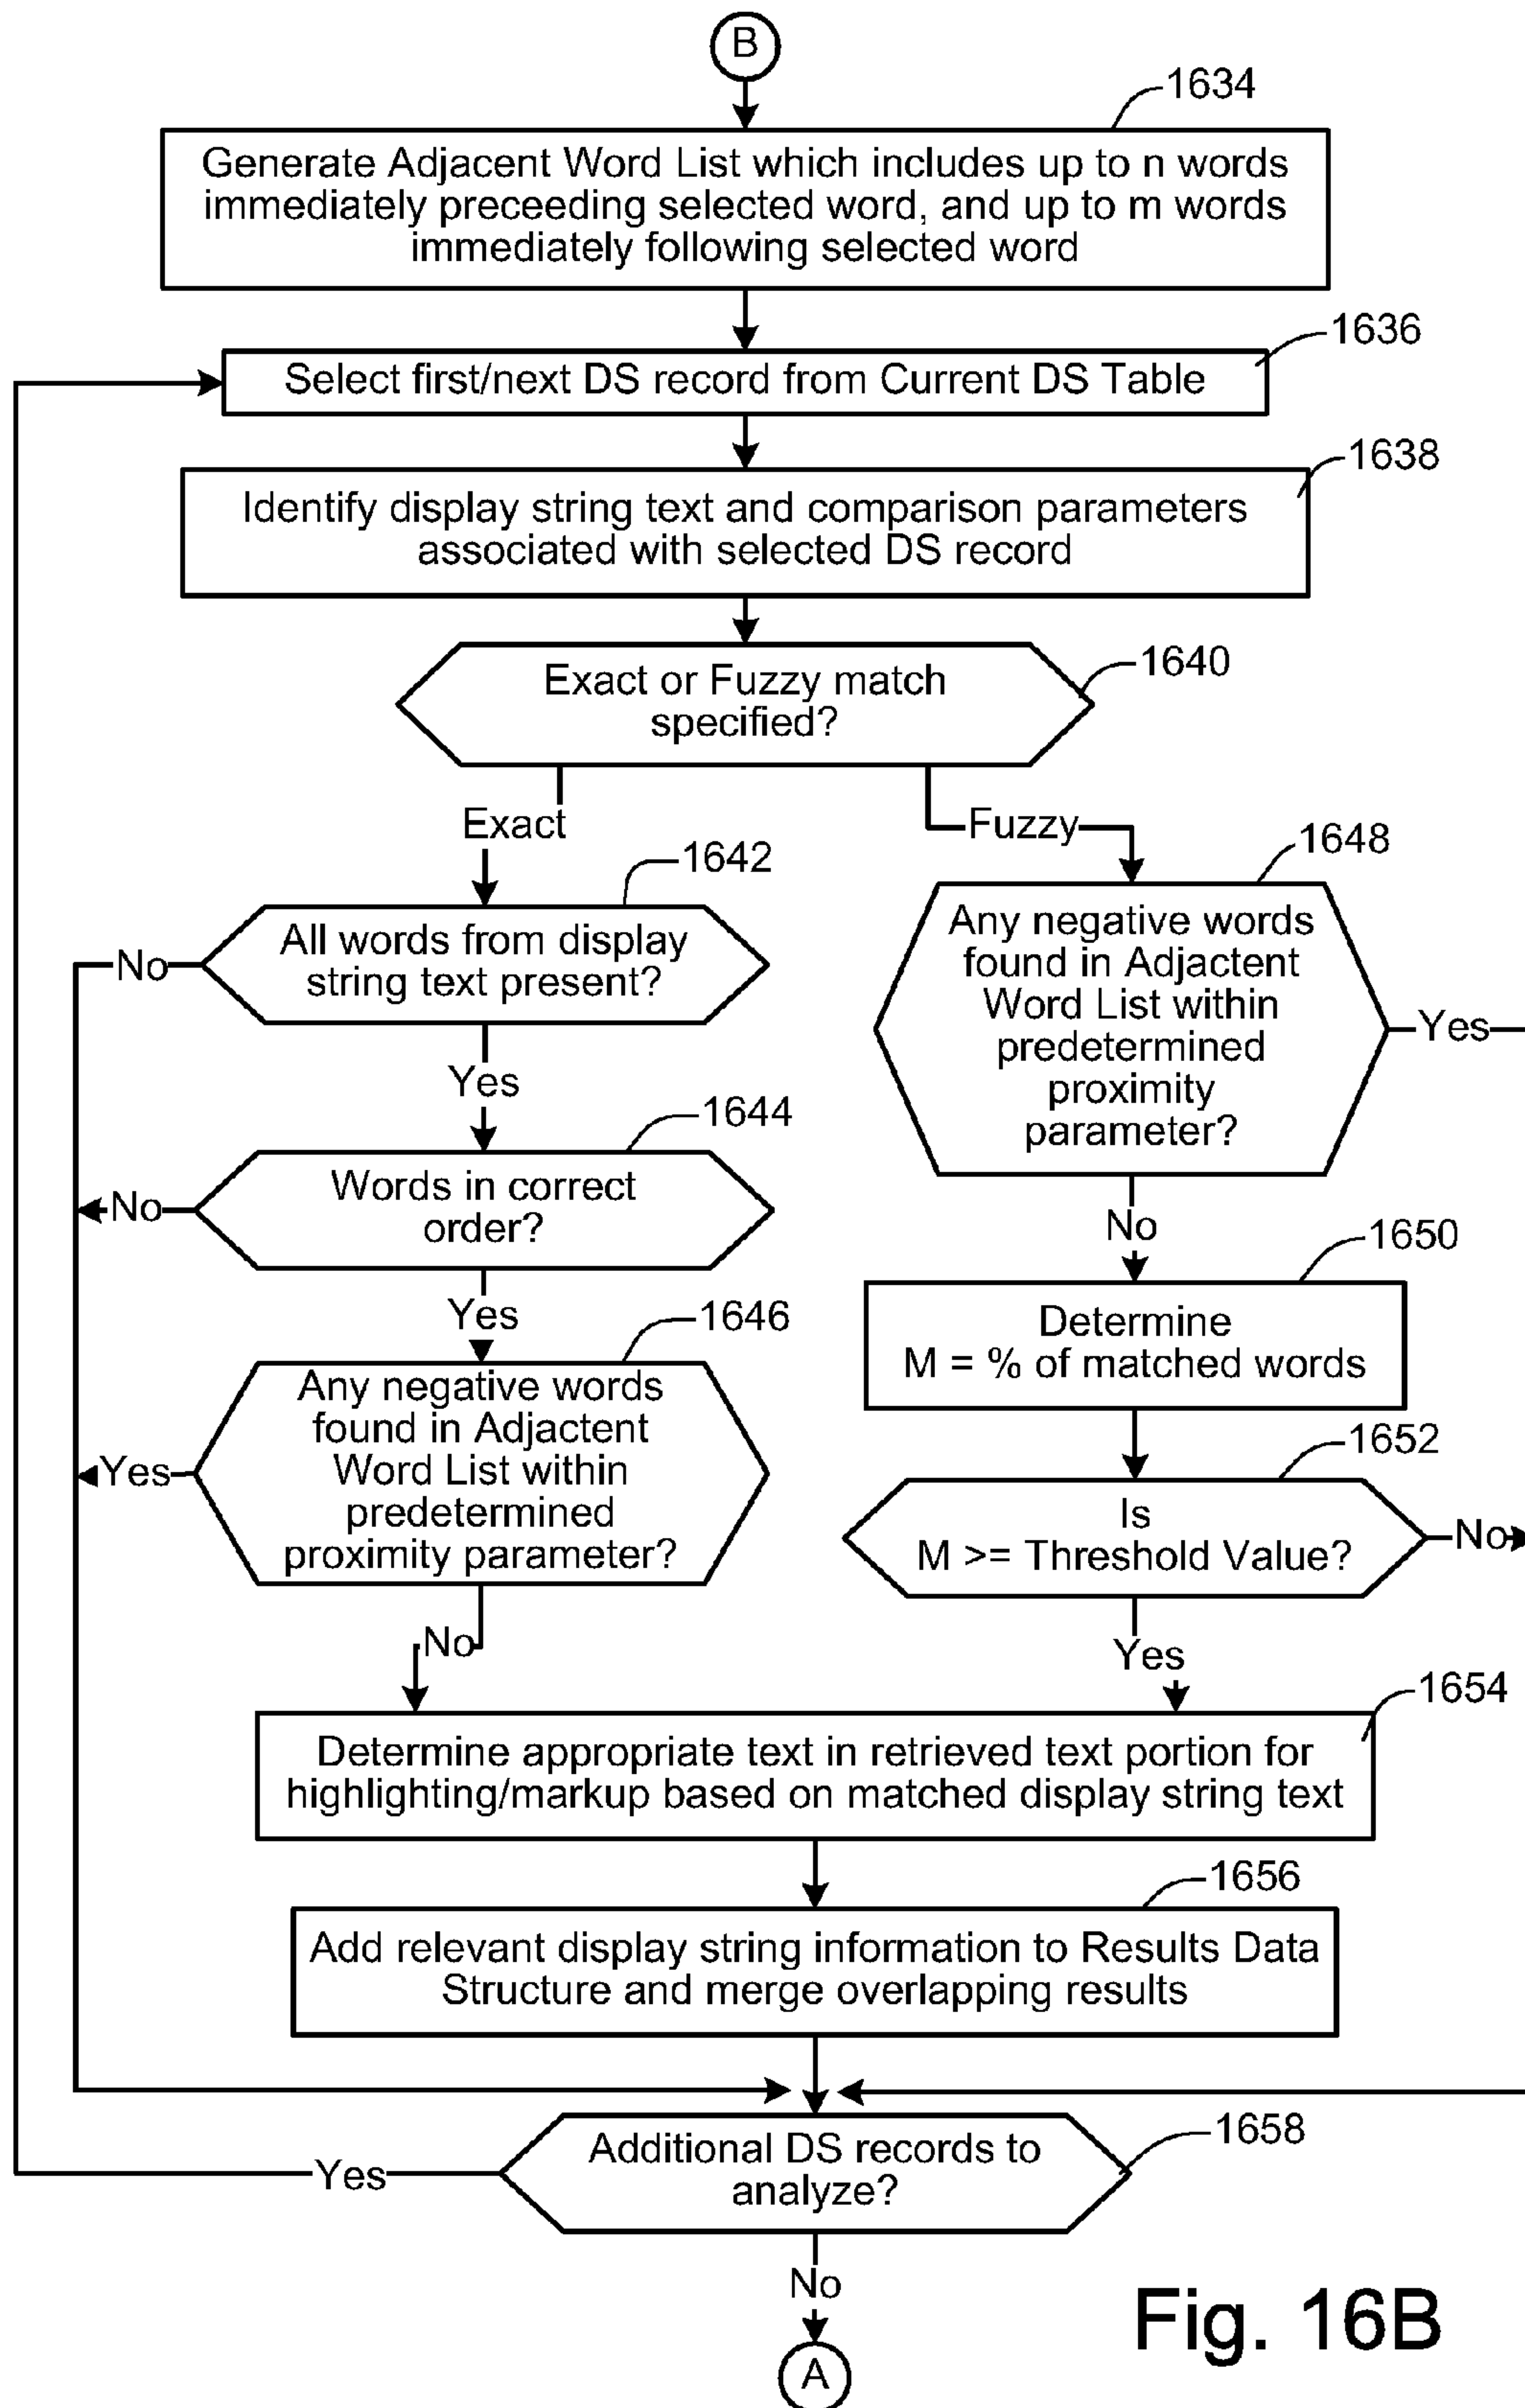 B
1634
Generate Adjacent Word List which includes up to n words
immediately preceeding selected word, and up to m words
immediately following selected word
1636
Select first/next DS record from Current DS Table
1638
Identify display string text and comparison parameters
associated with selected DS record
1640
Exact or Fuzzy match
specified?
Exact
Fuzzy
1642
All words from display
string text present?
No
Yes
1644
Words in correct
order?
No
Yes
1646
Any negative words
found in Adjactent
Word List within
predetermined
proximity parameter?
Yes
No
1648
Any negative words
found in Adjactent
Word List within
predetermined
proximity
parameter?
Yes
No
1650
Determine
M = % of matched words
1652
Is
M >= Threshold Value?
No
Yes
1654
Determine appropriate text in retrieved text portion for
highlighting/markup based on matched display string text
1656
Add relevant display string information to Results Data
Structure and merge overlapping results
1658
Additional DS records to
analyze?
Yes
No
A
Fig. 16B